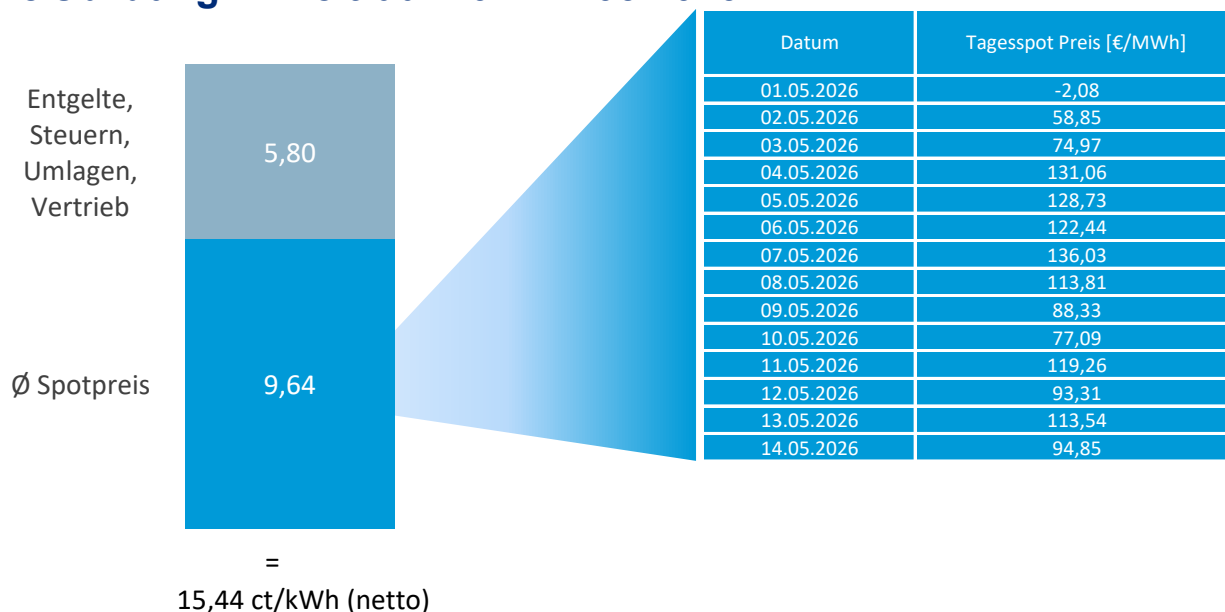 Entgelte,
Steuern,
Umlagen,
Vertrieb
5,80
Ø Spotpreis
9,64
=
15,44 ct/kWh (netto)
Datum Tagesspot Preis [€/MWh]
01.05.2026 -2,08
02.05.2026 58,85
03.05.2026 74,97
04.05.2026 131,06
05.05.2026 128,73
06.05.2026 122,44
07.05.2026 136,03
08.05.2026 113,81
09.05.2026 88,33
10.05.2026 77,09
11.05.2026 119,26
12.05.2026 93,31
13.05.2026 113,54
14.05.2026 94,85